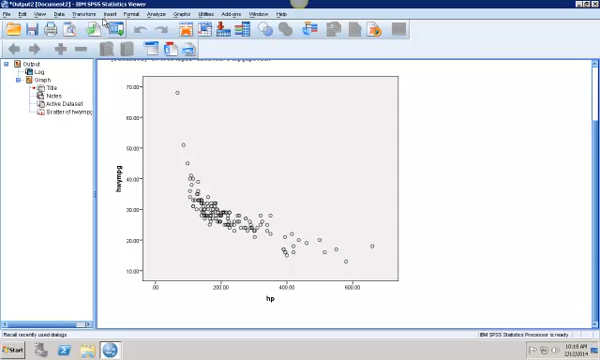 *Output2 [Document2] - IBM SPSS Statistics Viewer
File Edit View Data Transform Insert Format Analyze Graphs Utilities Add-ons Window Help
Output
Log
Graph
Title
Notes
Active Dataset
Scatter of hwympg
70.00
60.00
50.00
40.00
30.00
20.00
10.00
hwympg
.00 200.00 400.00 600.00
hp
Recall recently used dialogs
IBM SPSS Statistics Processor is ready
Start
10:18 AM
2/12/2014